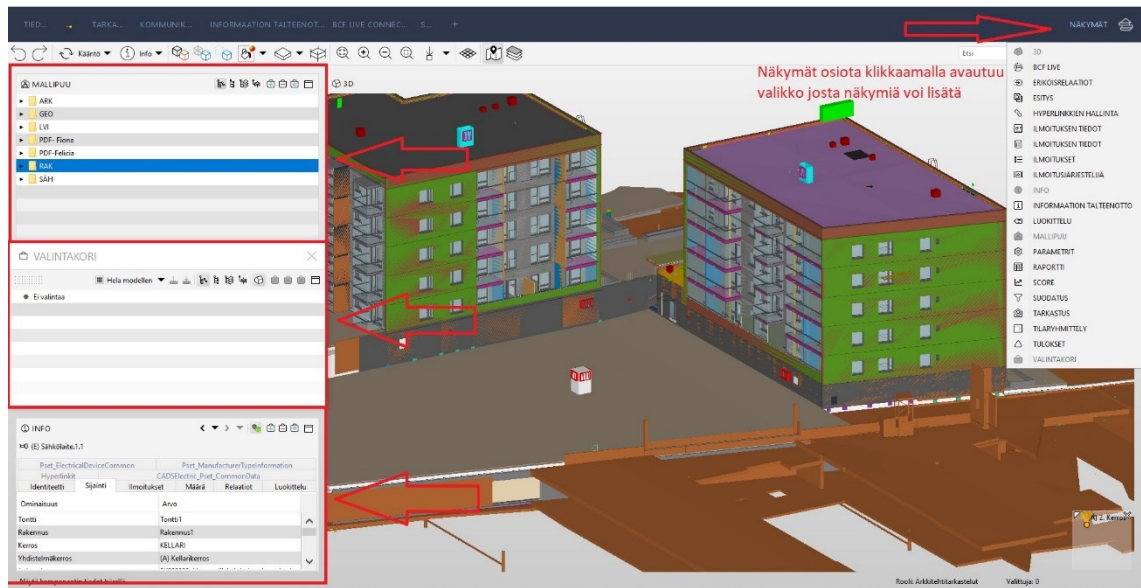 TIED...
TARKA...
KOMMUNIK...
INFORMAATION TALTEENOT...
BCF LIVE CONNEC...
S...
+
NÄKYMÄT
Kääntö
Info
Etsi
MALLIPUU
ARK
GEO
LVI
PDF- Fiona
PDF-Felicia
RAK
SÄH
VALINTAKORI
Hela modellen
Ei valintaa
INFO
(E) Sähkölaite.1.1
Pset_ElectricalDeviceCommon
Pset_ManufacturerTypeInformation
Hyperlinkit
CADSElectric_Pset_CommonData
Identiteetti
Sijainti
Ilmoitukset
Määrä
Relaatiot
Luokittelu
Ominaisuus
Arvo
Tontti
Tontti1
Rakennus
Rakennus1
Kerros
KELLARI
Yhdistelmäkerros
(A) Kellarikerros
3D
Näkymät osiota klikkaamalla avautuu
valikko josta näkymiä voi lisätä
3D
BCF LIVE
ERIKOISRELAATIOT
ESITYS
HYPERLINKKIEN HALLINTA
ILMOITUKSEN TIEDOT
ILMOITUKSEN TIEDOT
ILMOITUKSET
ILMOITUSJÄRJESTELIJÄ
INFO
INFORMAATION TALTEENOTTO
LUOKITTELU
MALLIPUU
PARAMETRIT
RAPORTTI
SCORE
SUODATUS
TARKASTUS
TILARYHMITTELY
TULOKSET
VALINTAKORI
A) 2. Kerros
Rooli: Arkkitehtitarkastelut
Valittuja: 0